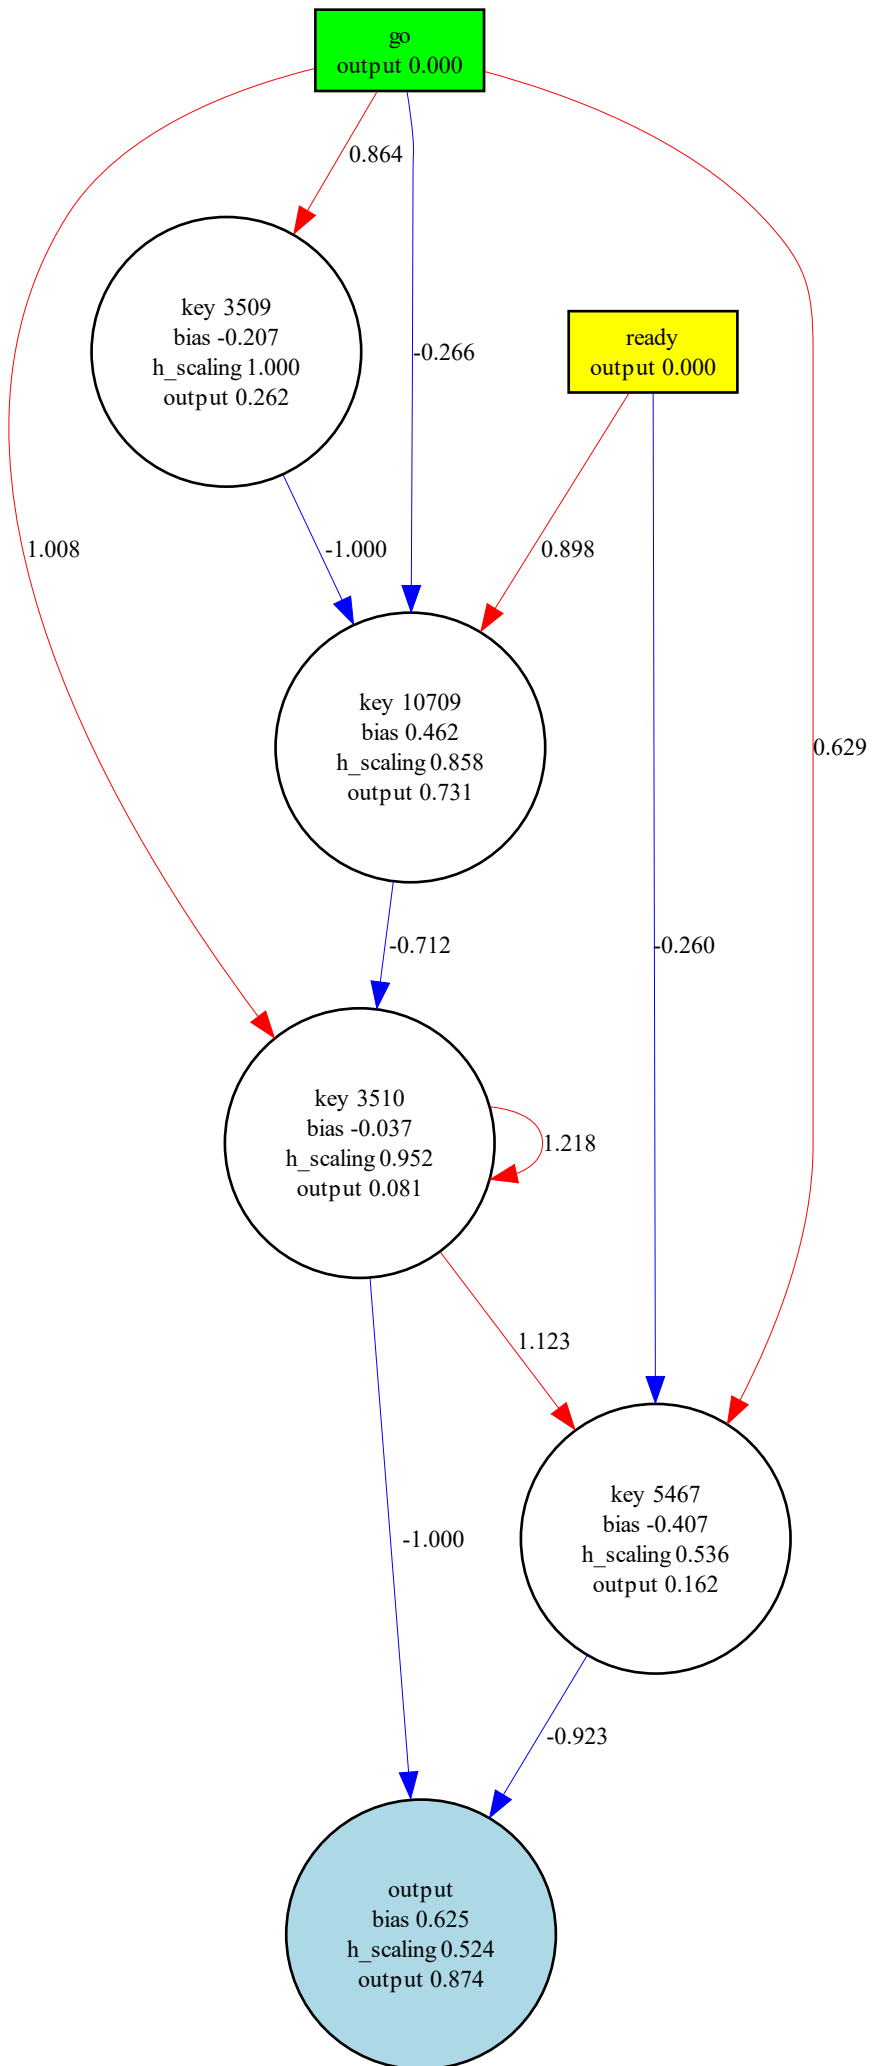 go
output 0.000
0.864
key 3509
bias -0.207
h_scaling 1.000
output 0.262
-0.266
ready
output 0.000
1.008
-1.000
0.898
key 10709
bias 0.462
h_scaling 0.858
output 0.731
0.629
-0.712
-0.260
key 3510
bias -0.037
h_scaling 0.952
output 0.081
1.218
1.123
key 5467
bias -0.407
h_scaling 0.536
output 0.162
-1.000
-0.923
output
bias 0.625
h_scaling 0.524
output 0.874